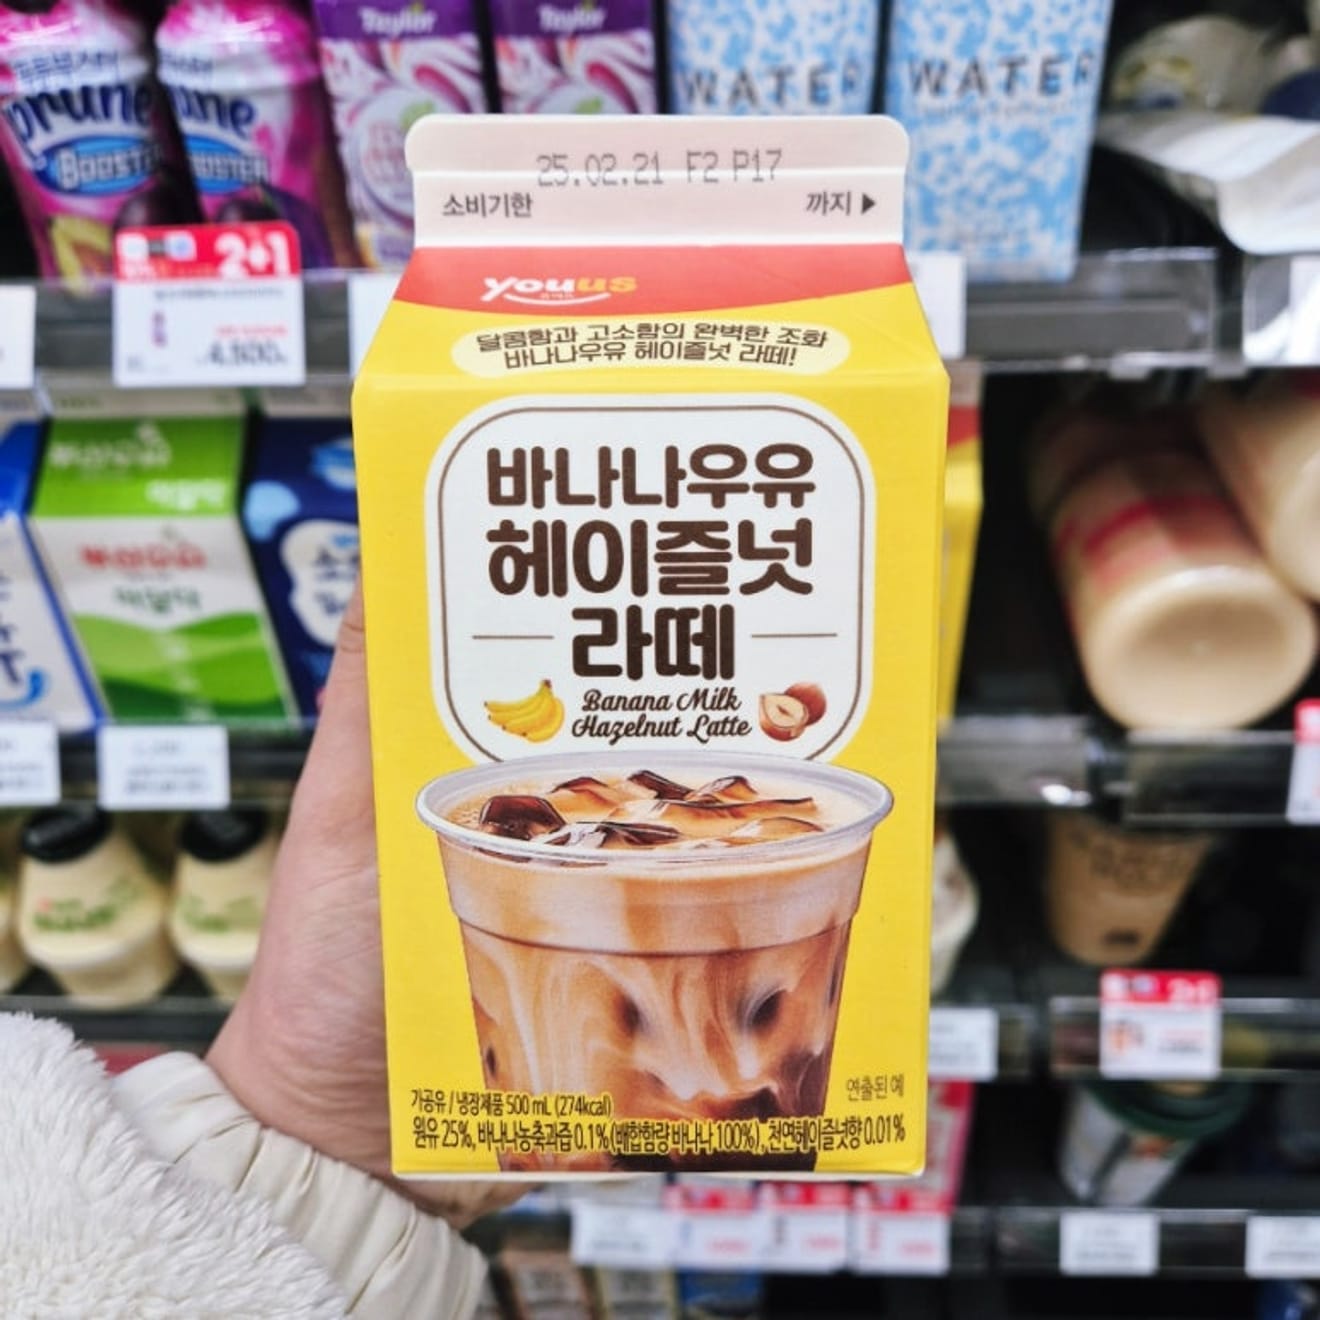 Taylor
Taylor
WATER
WATER
prune
BOOSTER
2+1
4,500
25.02.21 F2 P17
소비기한
까지 ▶
youus
달콤함과 고소함의 완벽한 조화
바나나우유 헤이즐넛 라떼!
바나나우유
헤이즐넛
라떼
Banana Milk
Hazelnut Latte
연출된 예
가공유 / 냉장제품 500 mL (274kcal)
원유 25%, 바나나농축과즙 0.1% (배합함량 바나나 100%), 천연헤이즐넛향 0.01%